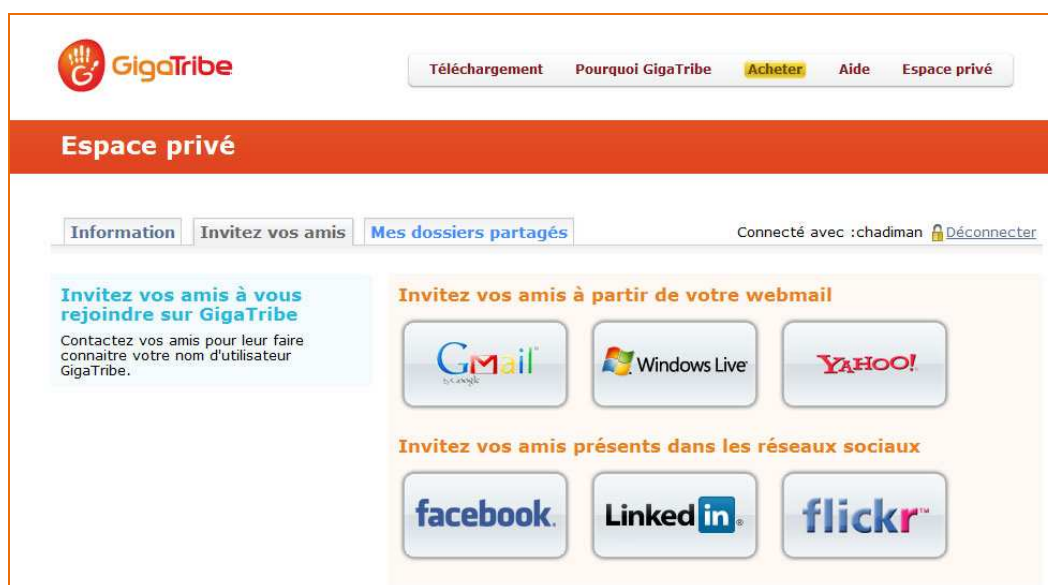 GigaTribe
Téléchargement Pourquoi GigaTribe Acheter Aide Espace privé
Espace privé
Information Invitez vos amis Mes dossiers partagés Connecté avec :chadiman Déconnecter
Invitez vos amis à vous
rejoindre sur GigaTribe
Contactez vos amis pour leur faire
connaitre votre nom d'utilisateur
GigaTribe.
Invitez vos amis à partir de votre webmail
Gmail
by Google
Windows Live
YAHOO!
Invitez vos amis présents dans les réseaux sociaux
facebook.
Linked in®
flickr™